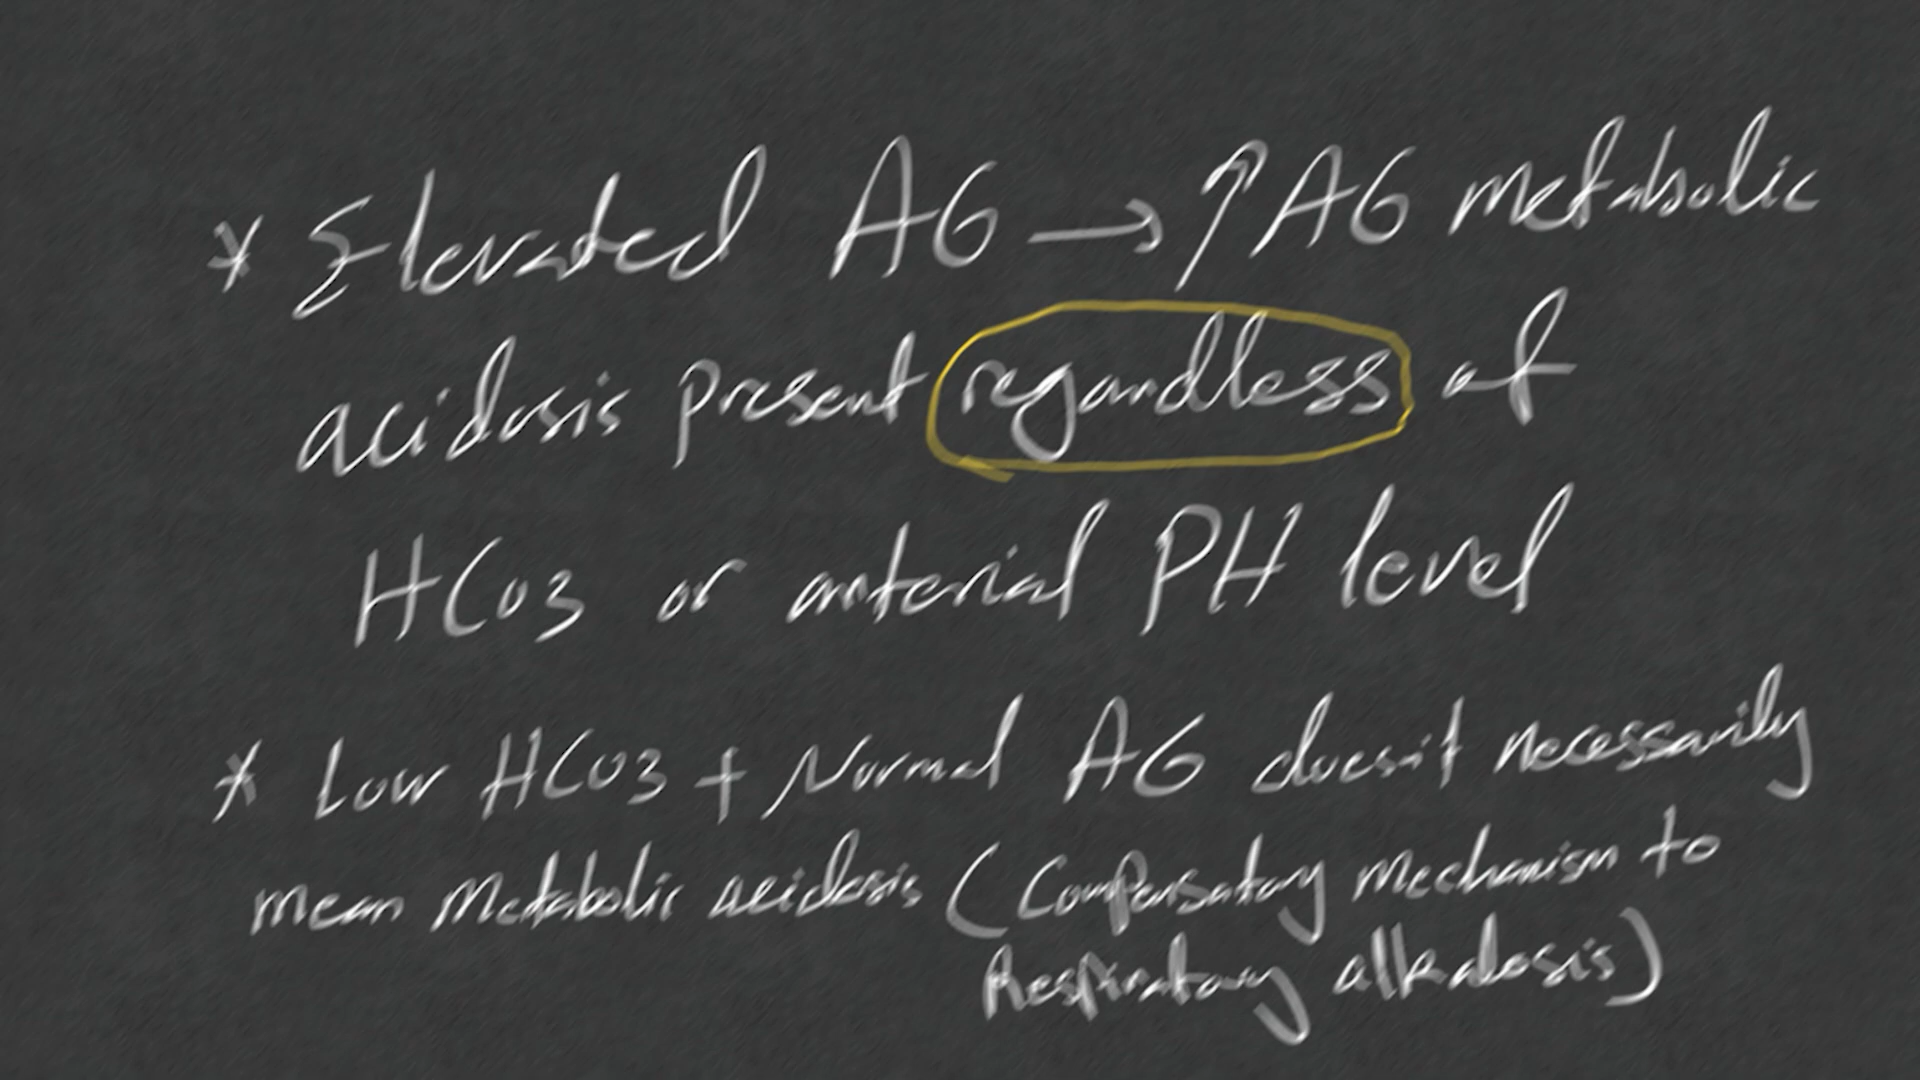 * Elevated AG → ↑ AG metabolic
acidosis present regardless of
HCO3 or arterial PH level
* Low HCO3 + Normal AG doesn't necessarily
mean Metabolic acidosis (Compensatory mechanism to
Respiratory alkalosis)